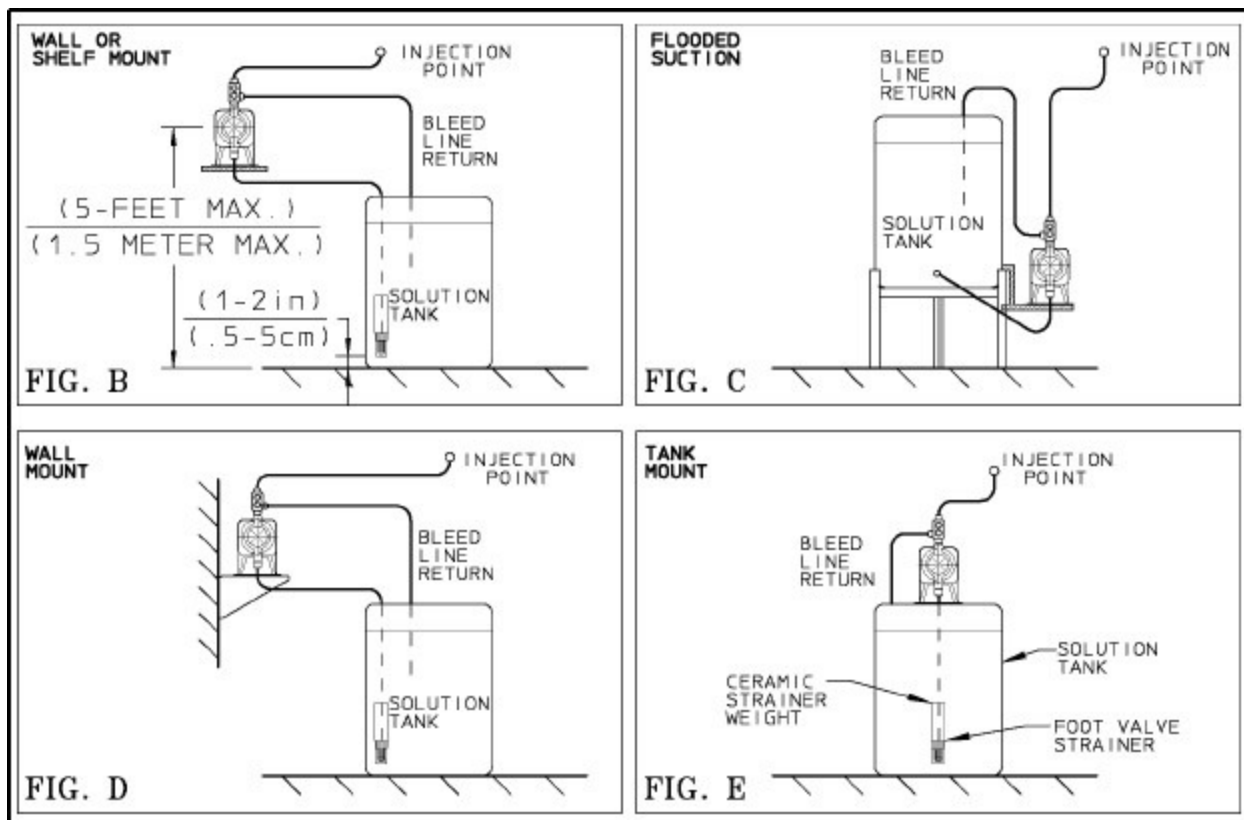 WALL OR
SHELF MOUNT
INJECTION
POINT
BLEED
LINE
RETURN
(5-FEET MAX.)
(1.5 METER MAX.)
(1-2in)
(.5-5cm)
SOLUTION
TANK
FIG. B
FLOODED
SUCTION
BLEED
LINE
RETURN
INJECTION
POINT
SOLUTION
TANK
FIG. C
WALL
MOUNT
INJECTION
POINT
BLEED
LINE
RETURN
SOLUTION
TANK
FIG. D
TANK
MOUNT
INJECTION
POINT
BLEED
LINE
RETURN
SOLUTION
TANK
CERAMIC
STRAINER
WEIGHT
FOOT VALVE
STRAINER
FIG. E